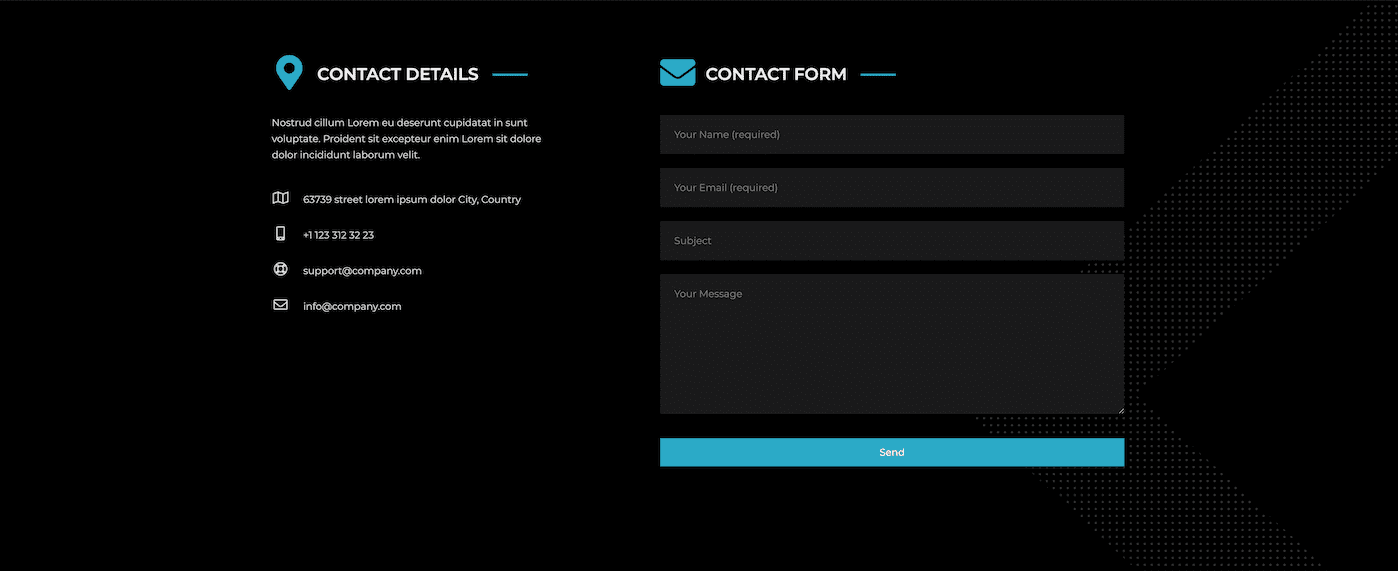 CONTACT DETAILS
Nostrud cillum Lorem eu deserunt cupidatat in sunt
voluptate. Proident sit excepteur enim Lorem sit dolore
dolor incididunt laborum velit.
63739 street lorem ipsum dolor City, Country
+1 123 312 32 23
support@company.com
info@company.com
CONTACT FORM
Your Name (required)
Your Email (required)
Subject
Your Message
Send